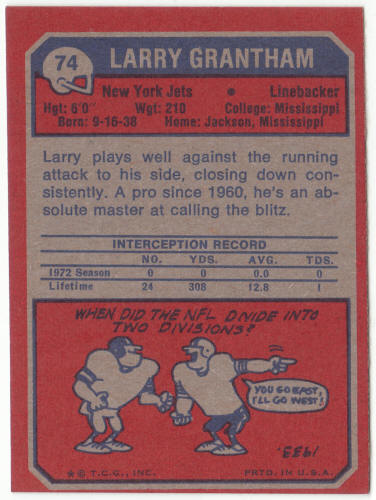 74
LARRY GRANTHAM
New York Jets • Linebacker
Hgt: 6'0" Wgt: 210 College: Mississippi
Born: 9-16-38 Home: Jackson, Mississippi
Larry plays well against the running
attack to his side, closing down con-
sistently. A pro since 1960, he's an ab-
solute master at calling the blitz.
INTERCEPTION RECORD
NO. YDS. AVG. TDS.
1972 Season 0 0 0.0 0
Lifetime 24 308 12.8 1
WHEN DID THE NFL DIVIDE INTO
TWO DIVISIONS?
YOU GO EAST,
I'LL GO WEST!
1933.
* © T.C.G., INC. PRTD. IN U.S.A.